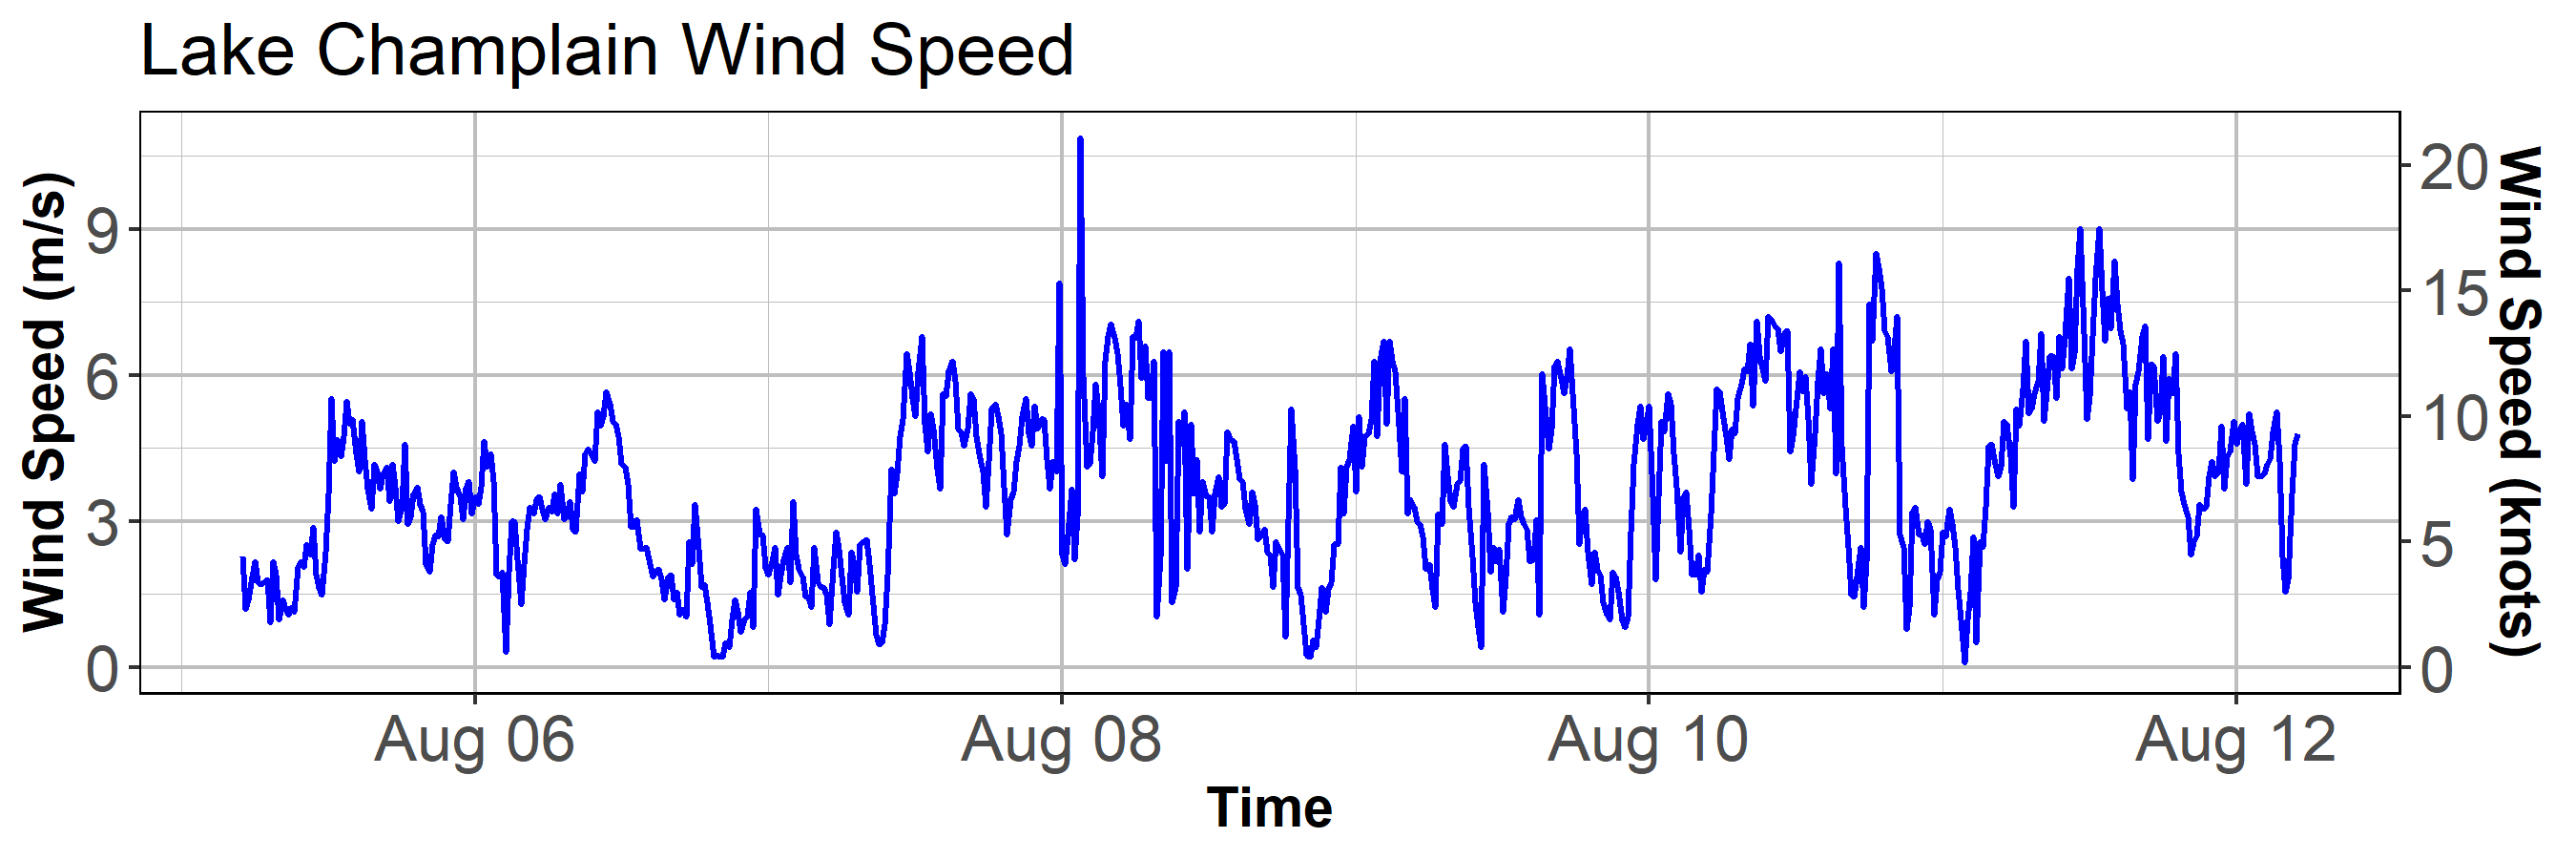 Lake Champlain Wind Speed
Wind Speed (m/s)
9
6
3
0
20
15
10
5
0
Wind Speed (knots)
Aug 06
Aug 08
Aug 10
Aug 12
Time